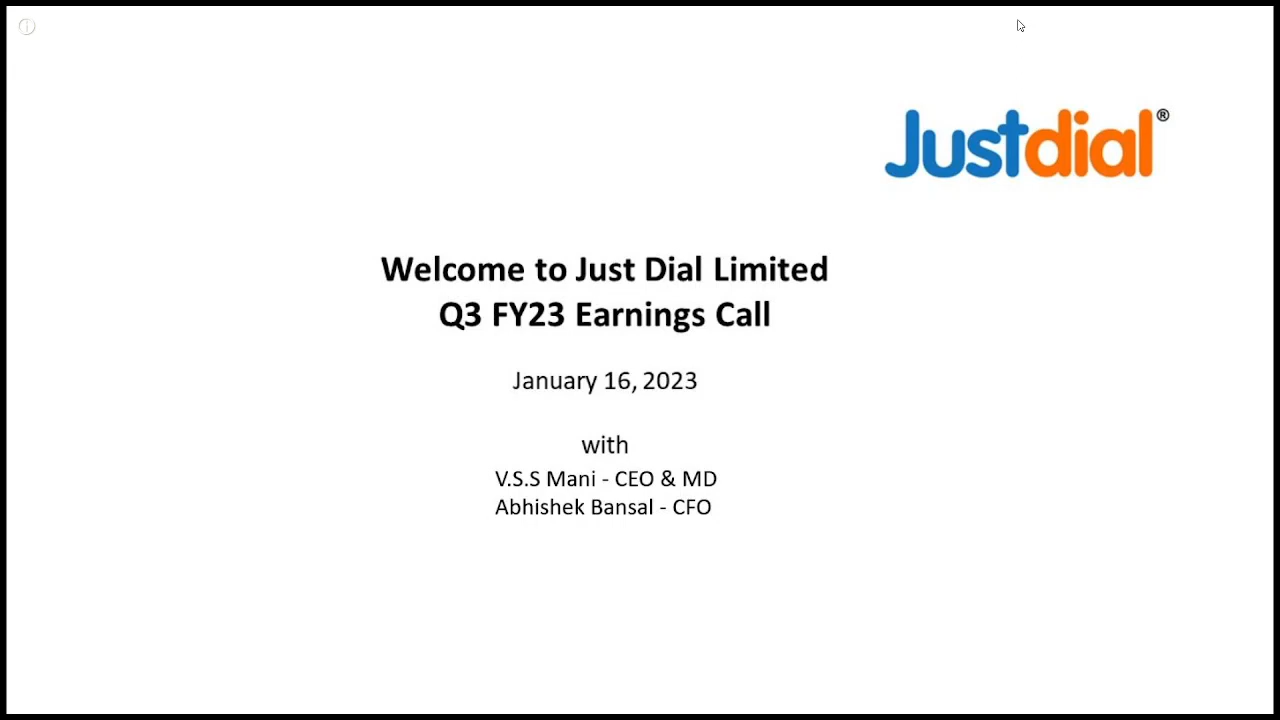 Justdial®
Welcome to Just Dial Limited
Q3 FY23 Earnings Call
January 16, 2023
with
V.S.S Mani - CEO & MD
Abhishek Bansal - CFO